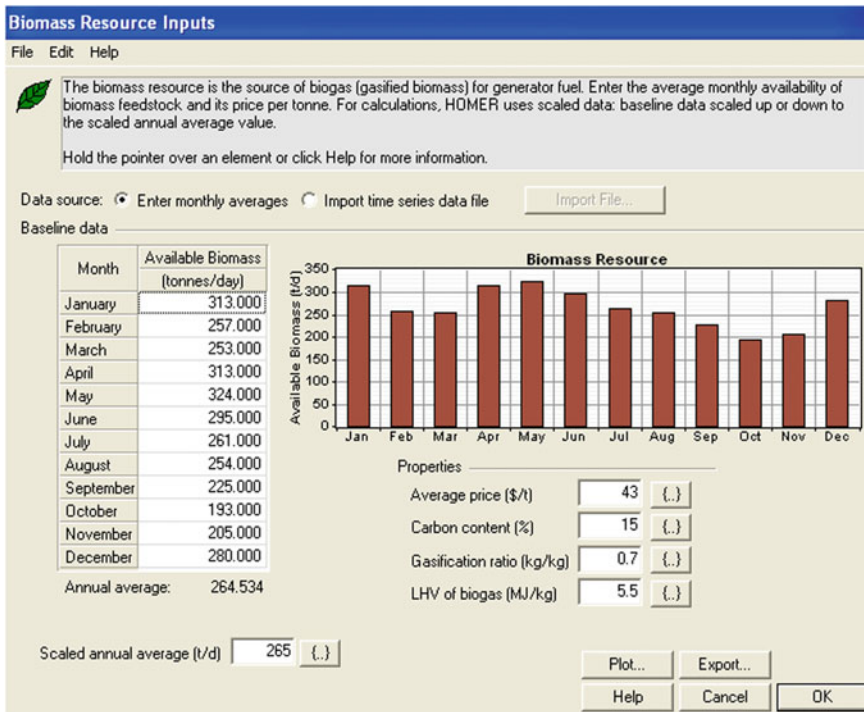 Biomass Resource Inputs
File Edit Help
The biomass resource is the source of biogas (gasified biomass) for generator fuel. Enter the average monthly availability of
biomass feedstock and its price per tonne. For calculations, HOMER uses scaled data: baseline data scaled up or down to
the scaled annual average value.
Hold the pointer over an element or click Help for more information.
Data source: Enter monthly averages Import time series data file Import File...
Baseline data
Month Available Biomass
(tonnes/day)
January 313.000
February 257.000
March 253.000
April 313.000
May 324.000
June 295.000
July 261.000
August 254.000
September 225.000
October 193.000
November 205.000
December 280.000
Annual average: 264.534
Scaled annual average (t/d) 265 {..}
Biomass Resource
Available Biomass (t/d)
350
300
250
200
150
100
50
0
Jan Feb Mar Apr May Jun Jul Aug Sep Oct Nov Dec
Properties
Average price ($/t) 43 {..}
Carbon content (%) 15 {..}
Gasification ratio (kg/kg) 0.7 {..}
LHV of biogas (MJ/kg) 5.5 {..}
Plot... Export...
Help Cancel OK